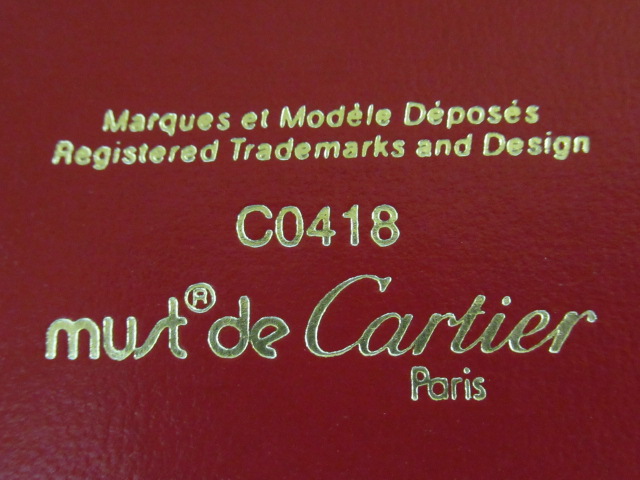 Marques et Modèle Déposés
Registered Trademarks and Design
C0418
must® de Cartier
Paris